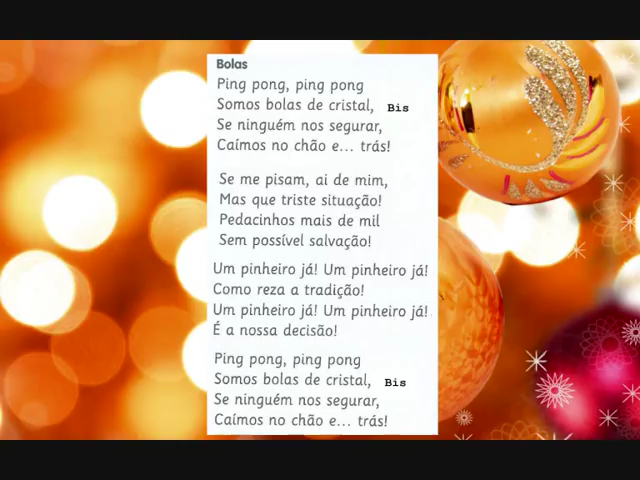 Bolas
Ping pong, ping pong
Somos bolas de cristal, Bis
Se ninguém nos segurar,
Caímos no chão e... trás!
Se me pisam, ai de mim,
Mas que triste situação!
Pedacinhos mais de mil
Sem possível salvação!
Um pinheiro já! Um pinheiro já!
Como reza a tradição!
Um pinheiro já! Um pinheiro já!
É a nossa decisão!
Ping pong, ping pong
Somos bolas de cristal, Bis
Se ninguém nos segurar,
Caímos no chão e... trás!